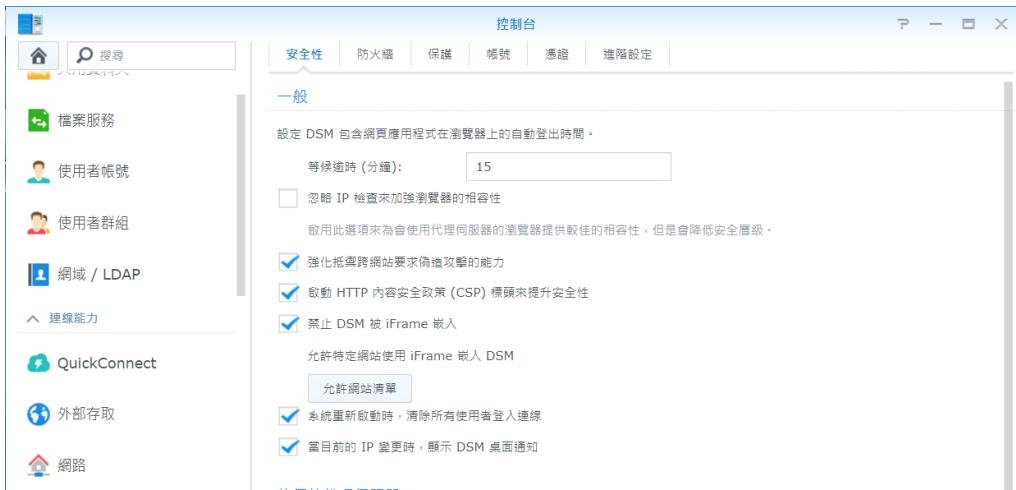 控制台
搜尋
安全性 防火牆 保護 帳號 憑證 進階設定
檔案服務
使用者帳號
使用者群組
網域 / LDAP
連線能力
QuickConnect
外部存取
網路
一般
設定 DSM 包含網頁應用程式在瀏覽器上的自動登出時間。
等候逾時 (分鐘): 15
忽略 IP 檢查來加強瀏覽器的相容性
啟用此選項來為會使用代理伺服器的瀏覽器提供較佳的相容性，但是會降低安全層級。
強化抵禦跨網站要求偽造攻擊的能力
啟動 HTTP 內容安全政策 (CSP) 標頭來提升安全性
禁止 DSM 被 iFrame 嵌入
允許特定網站使用 iFrame 嵌入 DSM
允許網站清單
系統重新啟動時，清除所有使用者登入連線
當目前的 IP 變更時，顯示 DSM 桌面通知